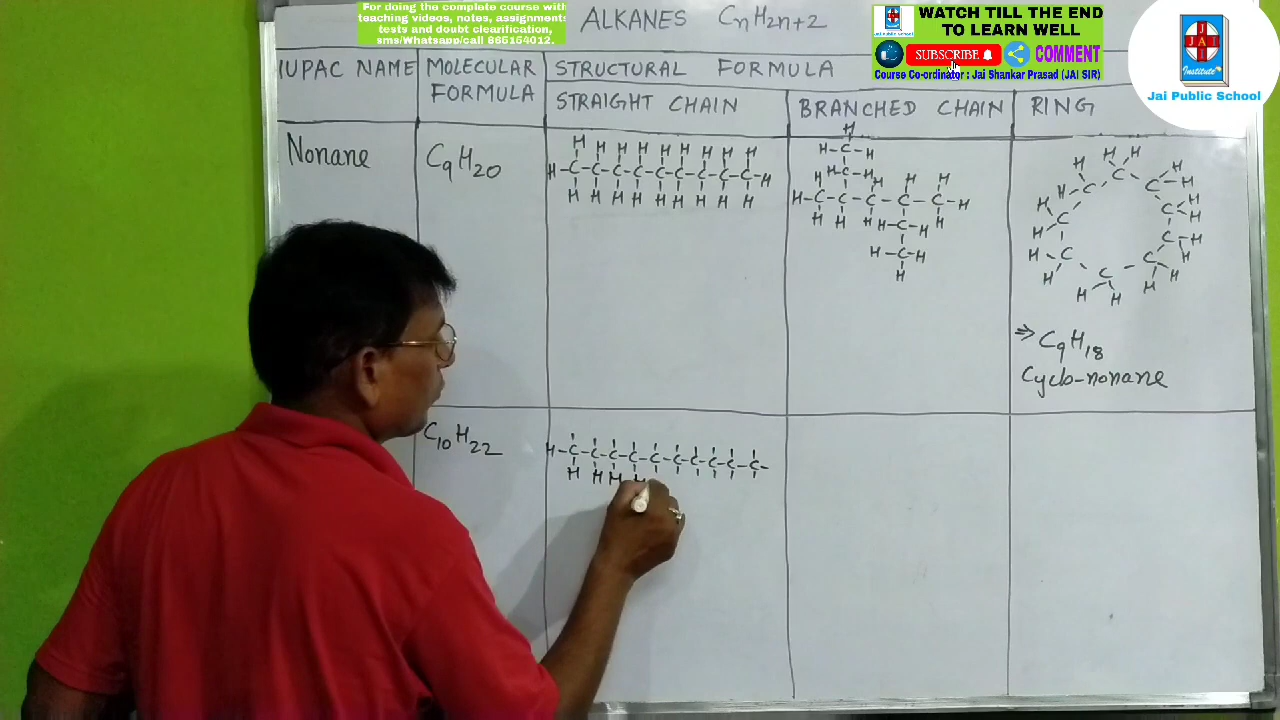 For doing the complete course with
teaching videos, notes, assignments
tests and doubt clearification,
sms/Whatsapp/call 865154012.
ALKANES CnH2n+2
WATCH TILL THE END
TO LEARN WELL
SUBSCRIBE
COMMENT
Course Co-ordinator : Jai Shankar Prasad (JAI SIR)
JAI
Institute
Jai Public School
IUPAC NAME
MOLECULAR
FORMULA
STRUCTURAL FORMULA
STRAIGHT CHAIN
BRANCHED CHAIN
RING
Nonane
C9H20
H H H H H H H H H
H-C-C-C-C-C-C-C-C-C-H
H H H H H H H H H
H
H-C-H
H H-C-H H H H
H-C-C-C-C-C-H
H H H H-C-H H
H-C-H
H
⇒ C9H18
Cyclo-nonane
C10H22
H-C-C-C-C-C-C-C-C-C-C-
H H H H